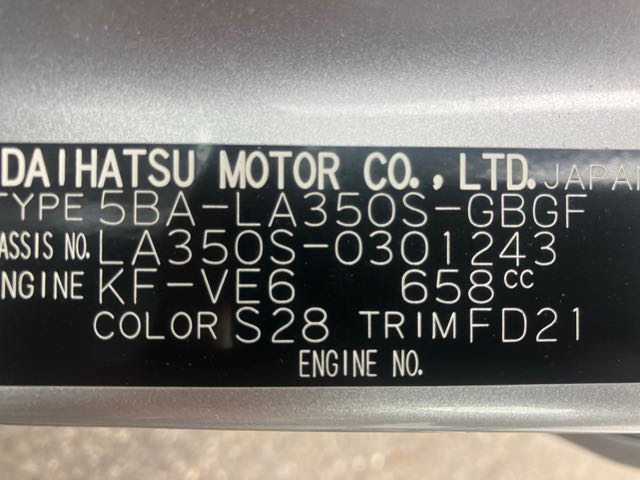 DAIHATSU MOTOR CO., LTD. JAPAN
TYPE 5BA-LA350S-GBGF
ASSIS NO. LA350S-0301243
NGINE KF-VE6 658cc
COLOR S28 TRIM FD21
ENGINE NO.